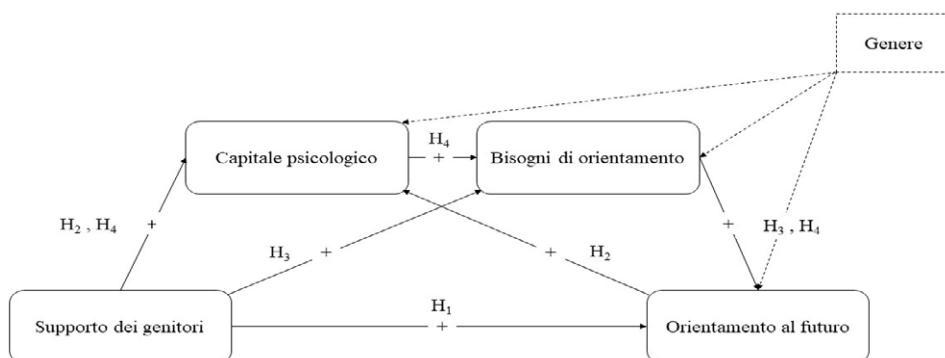 Genere
H4
+
Capitale psicologico
Bisogni di orientamento
H2 , H4
+
H3
+
+
H2
+
H3 , H4
H1
+
Supporto dei genitori
Orientamento al futuro